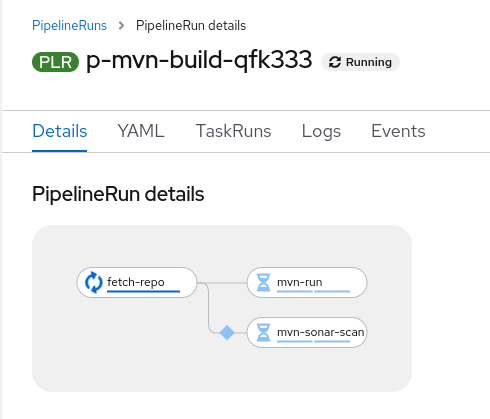 PipelineRuns > PipelineRun details
PLR p-mvn-build-qfk333 Running
Details YAML TaskRuns Logs Events
PipelineRun details
fetch-repo mvn-run
mvn-sonar-scan